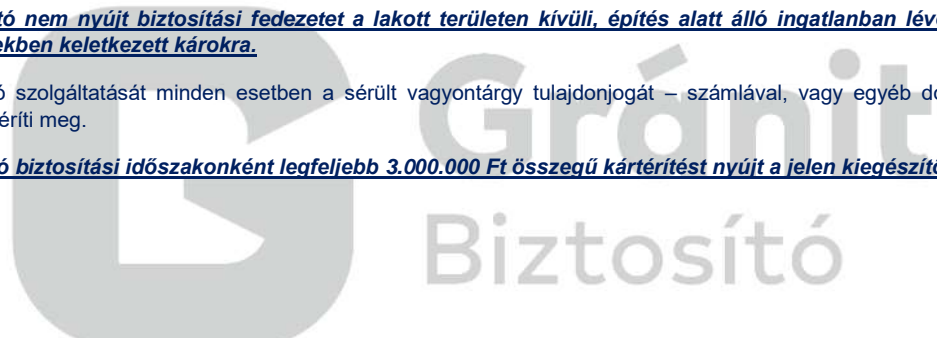 tó nem nyújt biztosítási fedezetet a lakott területen kívüli, építés alatt álló ingatlanban lév
ekben keletkezett károkra.
ó szolgáltatását minden esetben a sérült vagyontárgy tulajdonjogát – számlával, vagy egyéb do
éríti meg.
ó biztosítási időszakonként legfeljebb 3.000.000 Ft összegű kártérítést nyújt a jelen kiegészítő
Gránit
Biztosító